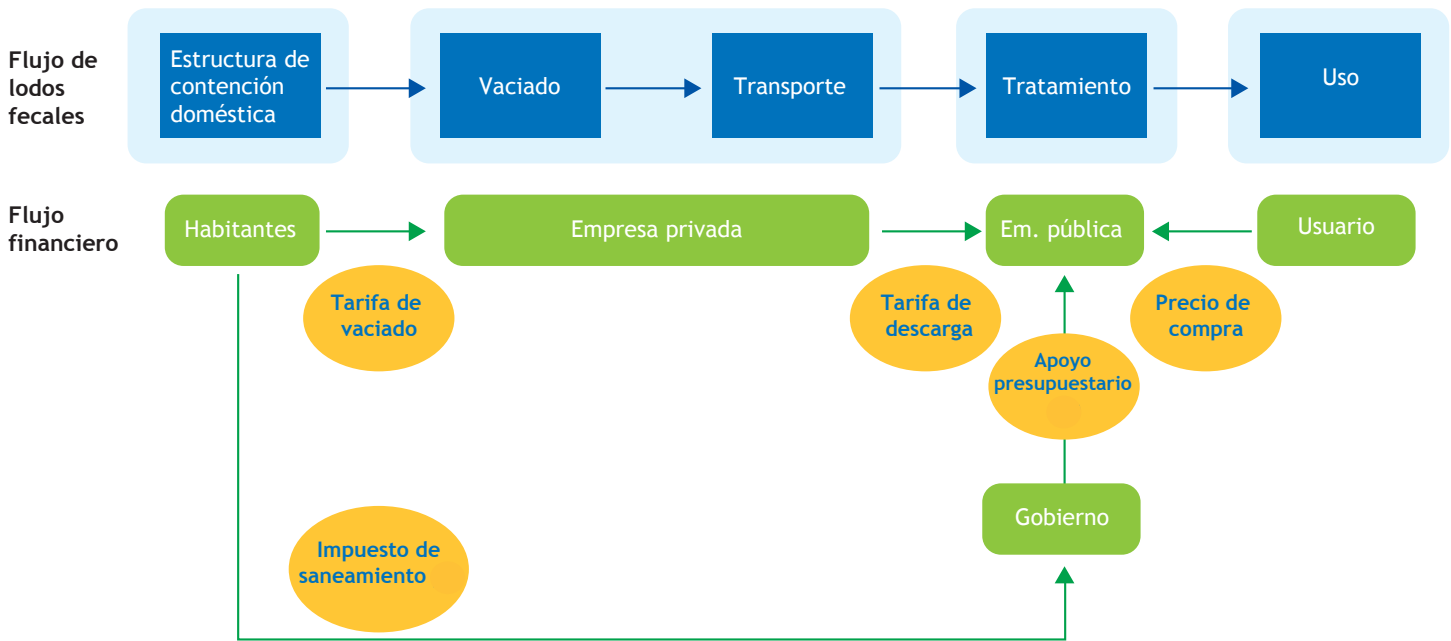 Flujo de
lodos
fecales
Estructura de
contención
doméstica
Vaciado
Transporte
Tratamiento
Uso
Flujo
financiero
Habitantes
Empresa privada
Em. pública
Usuario
Tarifa de
vaciado
Tarifa de
descarga
Precio de
compra
Apoyo
presupuestario
Gobierno
Impuesto de
saneamiento